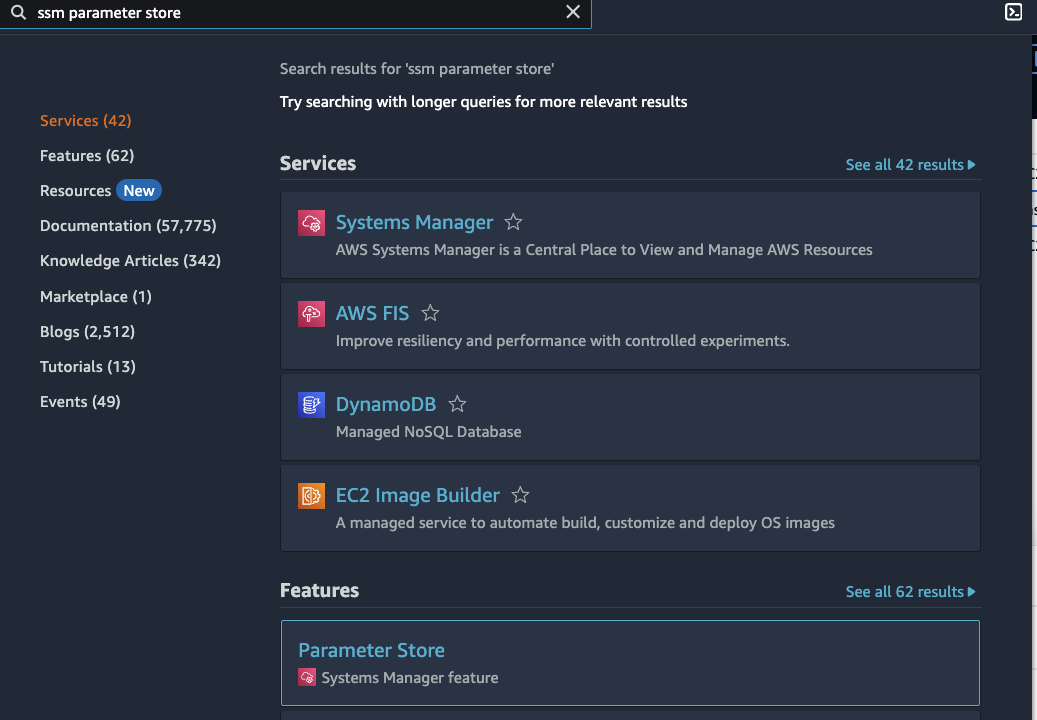 ssm parameter store
Search results for 'ssm parameter store'
Try searching with longer queries for more relevant results
Services (42)
Features (62)
Resources New
Documentation (57,775)
Knowledge Articles (342)
Marketplace (1)
Blogs (2,512)
Tutorials (13)
Events (49)
Services
See all 42 results
Systems Manager
AWS Systems Manager is a Central Place to View and Manage AWS Resources
AWS FIS
Improve resiliency and performance with controlled experiments.
DynamoDB
Managed NoSQL Database
EC2 Image Builder
A managed service to automate build, customize and deploy OS images
Features
See all 62 results
Parameter Store
Systems Manager feature